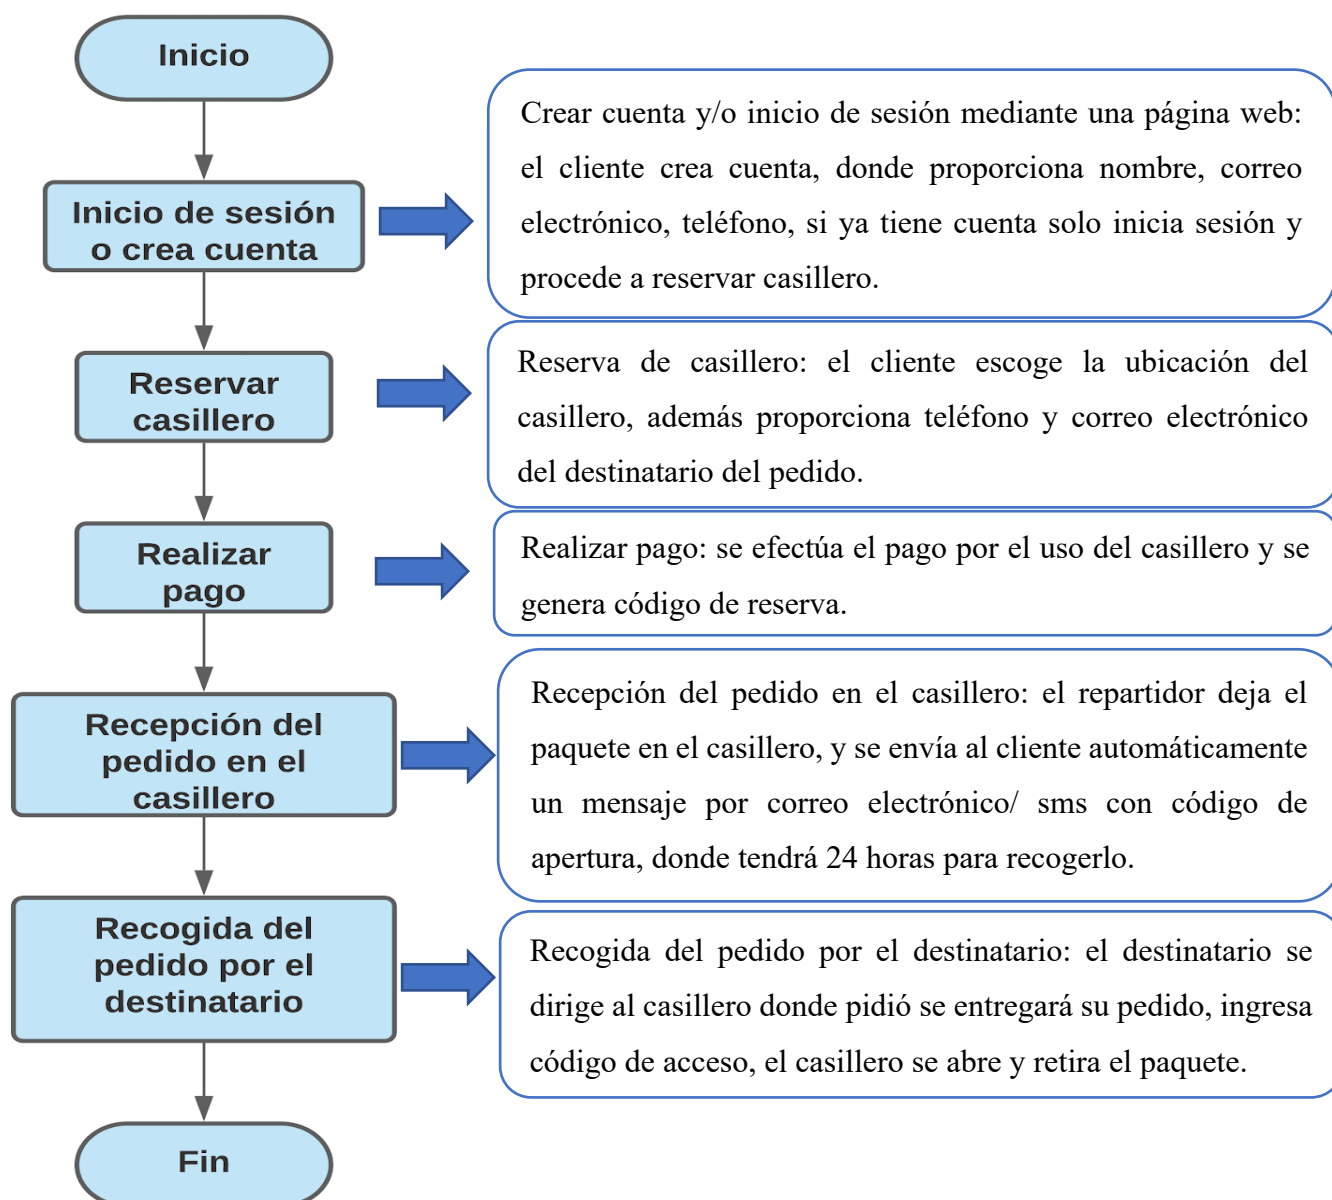 Inicio
Inicio de sesión
o crea cuenta
Crear cuenta y/o inicio de sesión mediante una página web:
el cliente crea cuenta, donde proporciona nombre, correo
electrónico, teléfono, si ya tiene cuenta solo inicia sesión y
procede a reservar casillero.
Reservar
casillero
Reserva de casillero: el cliente escoge la ubicación del
casillero, además proporciona teléfono y correo electrónico
del destinatario del pedido.
Realizar
pago
Realizar pago: se efectúa el pago por el uso del casillero y se
genera código de reserva.
Recepción del
pedido en el
casillero
Recepción del pedido en el casillero: el repartidor deja el
paquete en el casillero, y se envía al cliente automáticamente
un mensaje por correo electrónico/ sms con código de
apertura, donde tendrá 24 horas para recogerlo.
Recogida del
pedido por el
destinatario
Recogida del pedido por el destinatario: el destinatario se
dirige al casillero donde pidió se entregará su pedido, ingresa
código de acceso, el casillero se abre y retira el paquete.
Fin